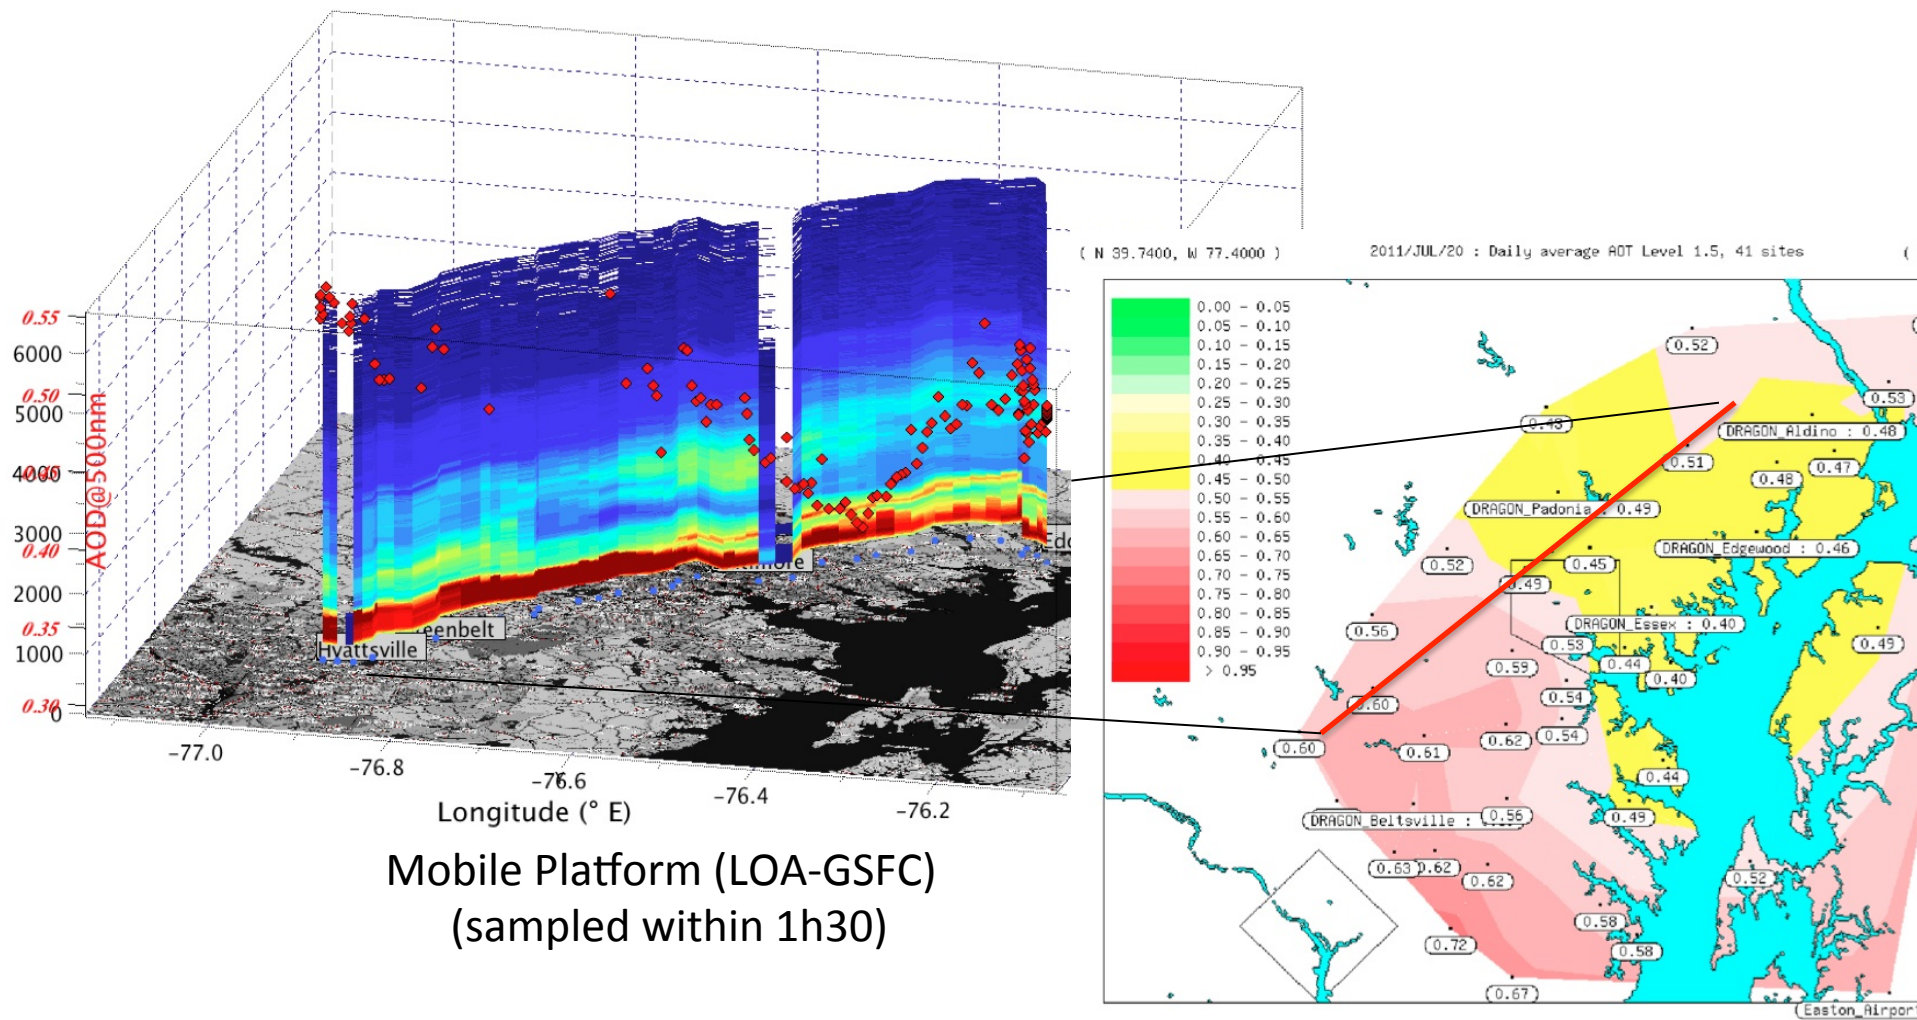 0.55
6000
0.50
5000
4000
0.45
AOD@500nm
3000
0.40
2000
0.35
1000
0.30
0
Hyattsville
eenbelt
more
-77.0
-76.8
-76.6
-76.4
-76.2
Longitude (° E)
Mobile Platform (LOA-GSFC)
(sampled within 1h30)
( N 39.7400, W 77.4000 )
2011/JUL/20 : Daily average AOT Level 1.5, 41 sites
(
0.00 - 0.05
0.05 - 0.10
0.10 - 0.15
0.15 - 0.20
0.20 - 0.25
0.25 - 0.30
0.30 - 0.35
0.35 - 0.40
0.40 - 0.45
0.45 - 0.50
0.50 - 0.55
0.55 - 0.60
0.60 - 0.65
0.65 - 0.70
0.70 - 0.75
0.75 - 0.80
0.80 - 0.85
0.85 - 0.90
0.90 - 0.95
> 0.95
0.52
0.53
0.43
DRAGON_Aldino : 0.48
0.51
0.47
0.48
DRAGON_Padonia : 0.49
DRAGON_Edgewood : 0.46
0.52
0.45
0.49
DRAGON_Essex : 0.40
0.56
0.53
0.49
0.59
0.44
0.40
0.54
0.60
0.60
0.61
0.62
0.54
0.44
DRAGON_Beltsville :
0.56
0.49
0.63
0.62
0.62
0.52
0.58
0.72
0.58
0.67
Easton_Airport